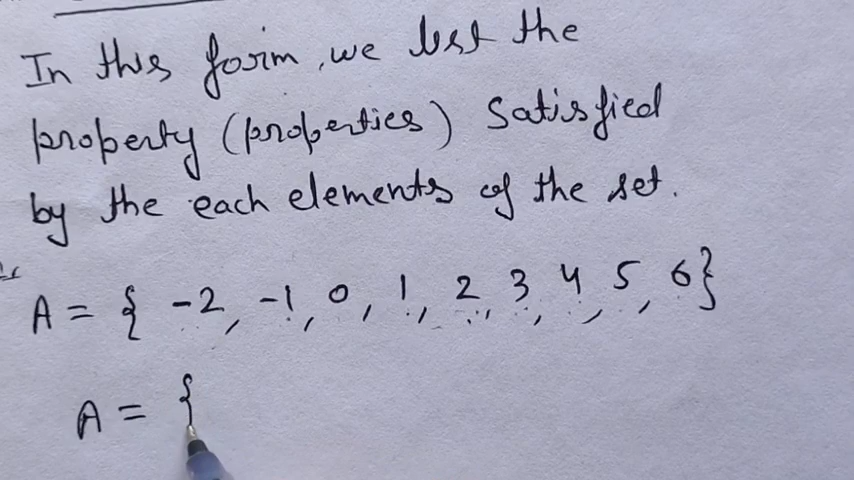 In this form, we list the
property (properties) satisfied
by the each elements of the set.
A = { -2, -1, 0, 1, 2, 3, 4, 5, 6}
A = {